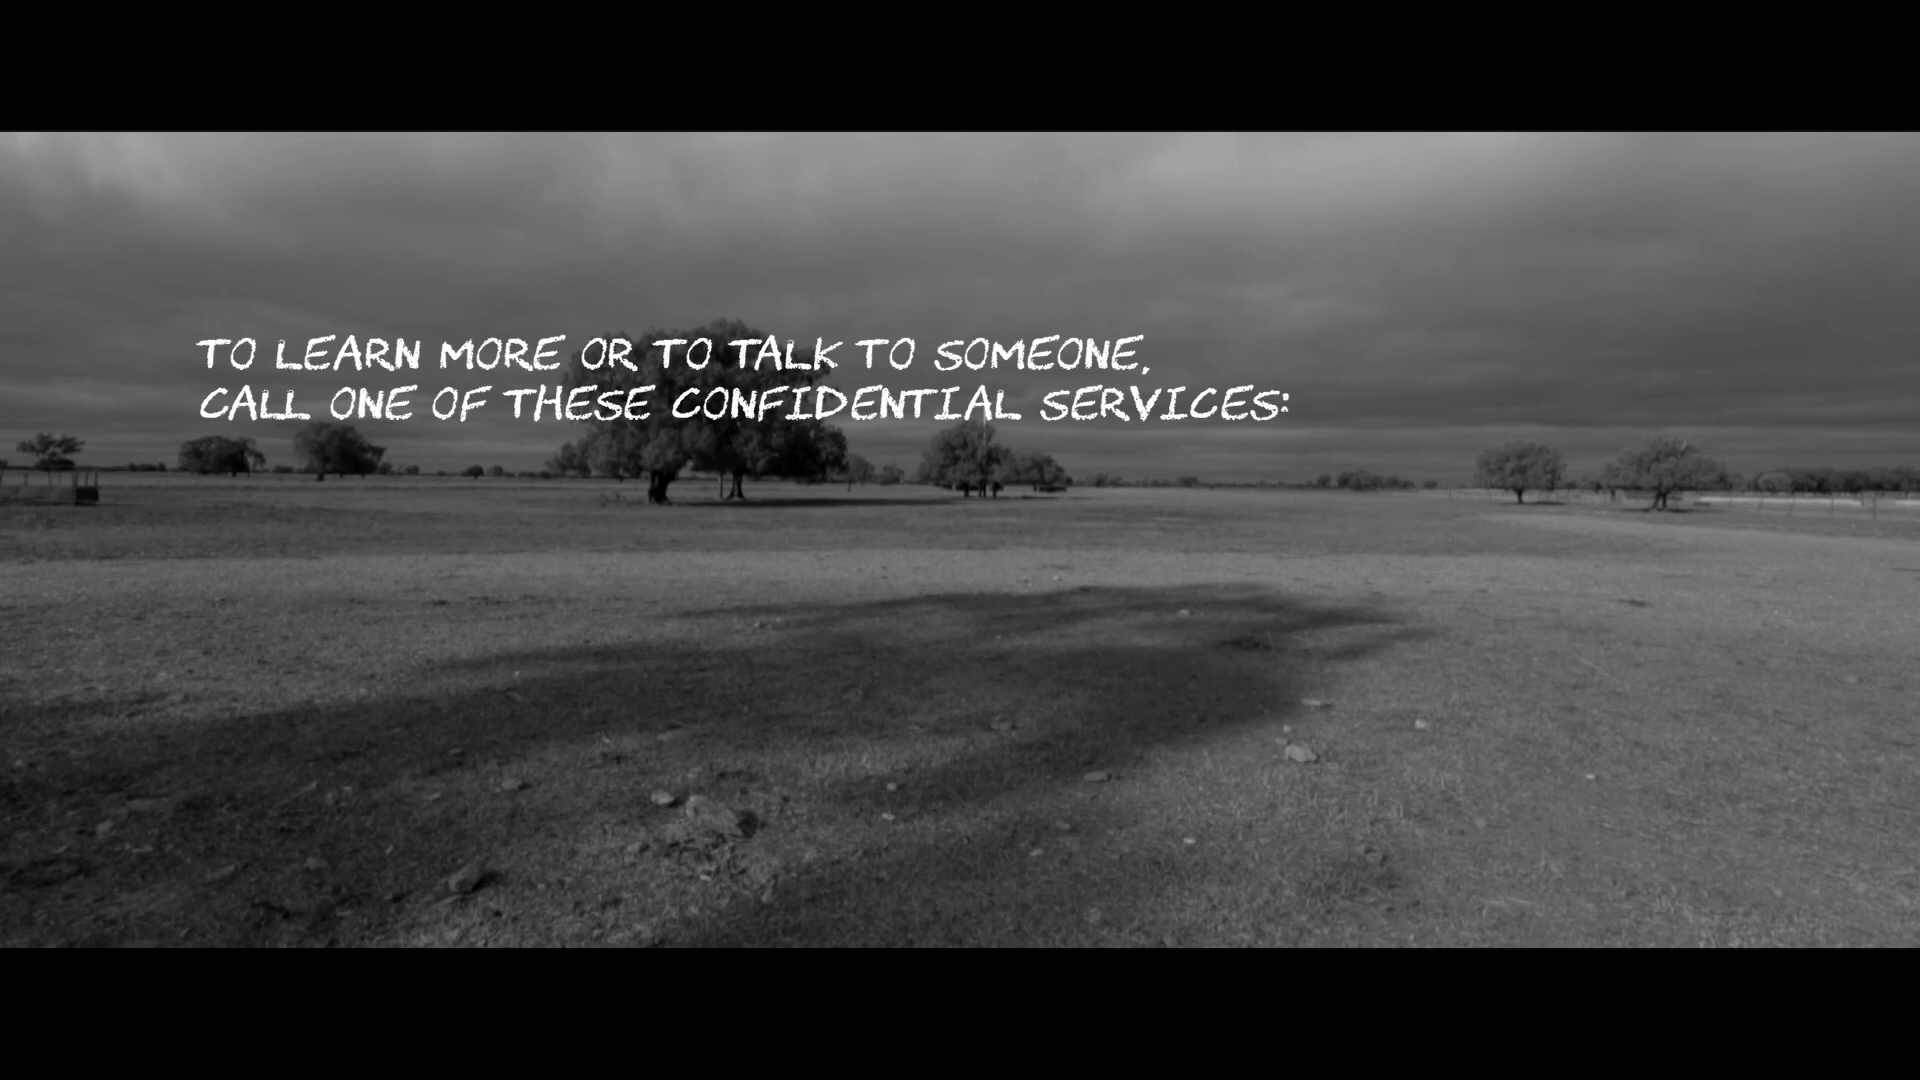 TO LEARN MORE OR TO TALK TO SOMEONE,
CALL ONE OF THESE CONFIDENTIAL SERVICES: